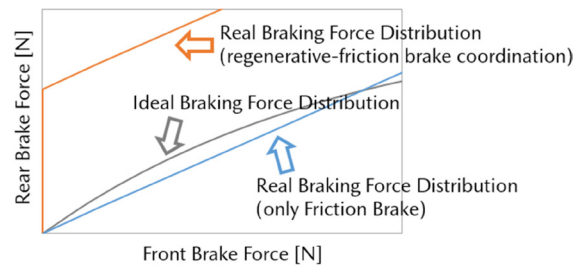 Real Braking Force Distribution
(regenerative-friction brake coordination)
Ideal Braking Force Distribution
Real Braking Force Distribution
(only Friction Brake)
Rear Brake Force [N]
Front Brake Force [N]